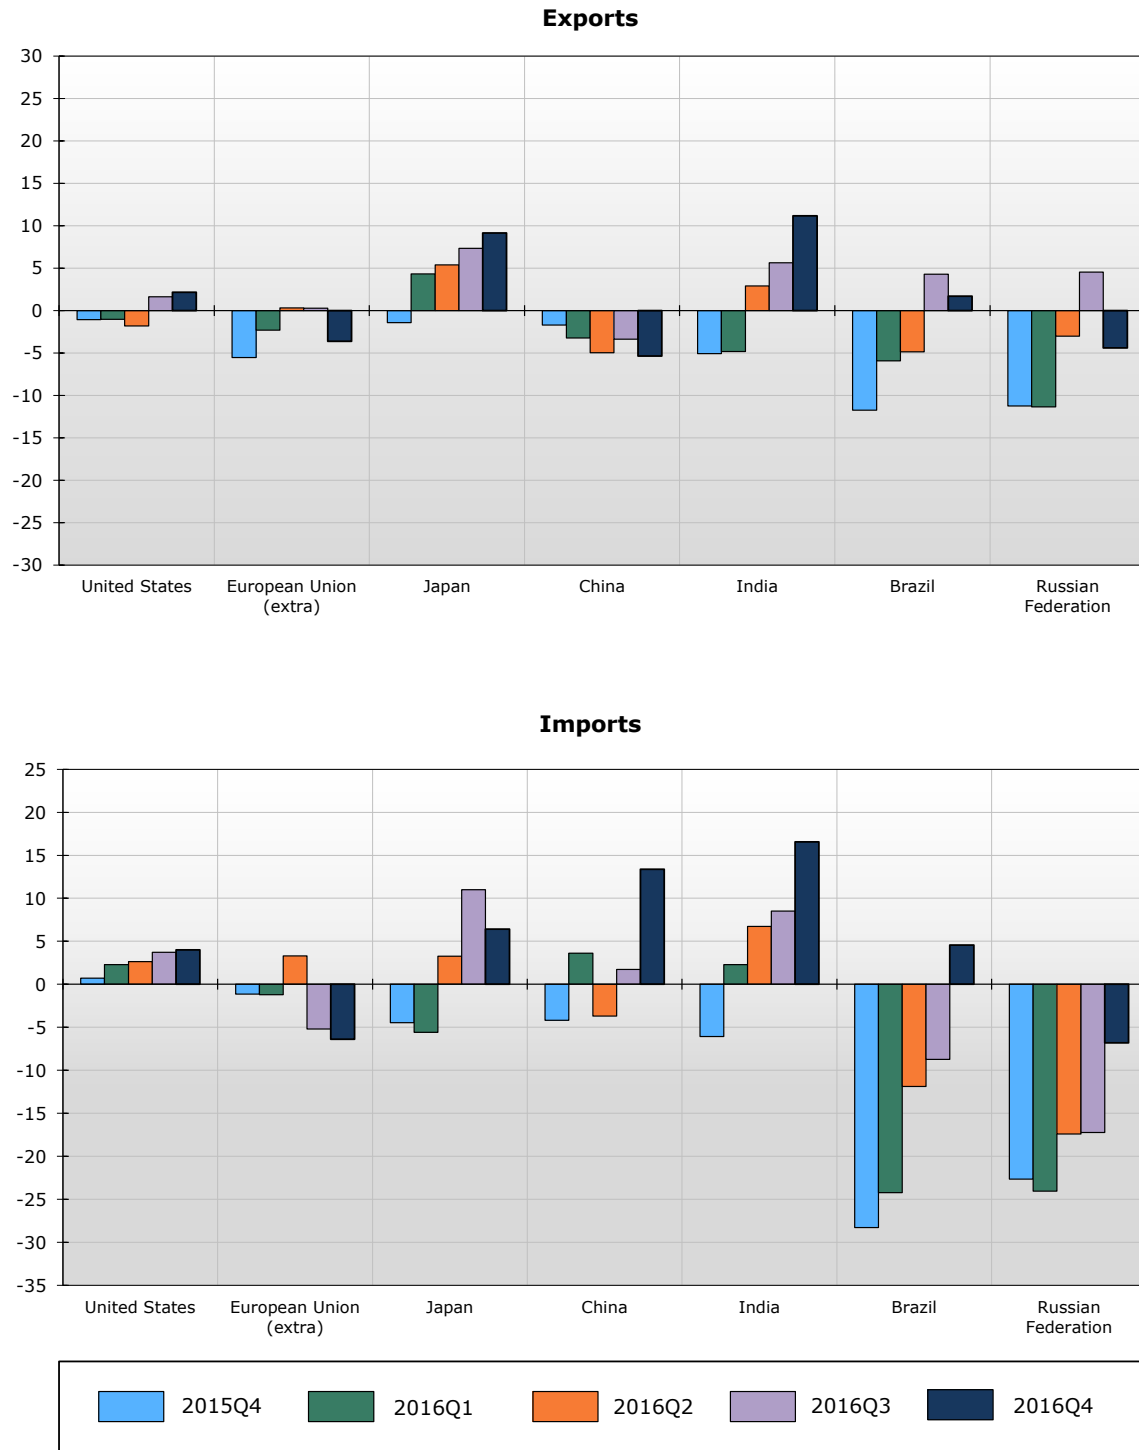 Exports
30
25
20
15
10
5
0
-5
-10
-15
-20
-25
-30
United States
European Union
(extra)
Japan
China
India
Brazil
Russian
Federation
Imports
25
20
15
10
5
0
-5
-10
-15
-20
-25
-30
-35
United States
European Union
(extra)
Japan
China
India
Brazil
Russian
Federation
2015Q4
2016Q1
2016Q2
2016Q3
2016Q4